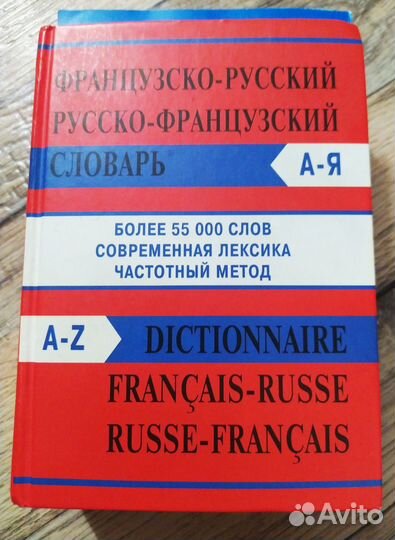 ФРАНЦУЗСКО-РУССКИЙ
РУССКО-ФРАНЦУЗСКИЙ
СЛОВАРЬ А-Я
БОЛЕЕ 55 000 СЛОВ
СОВРЕМЕННАЯ ЛЕКСИКА
ЧАСТОТНЫЙ МЕТОД
A-Z DICTIONNAIRE
FRANÇAIS-RUSSE
RUSSE-FRANÇAIS
Avito